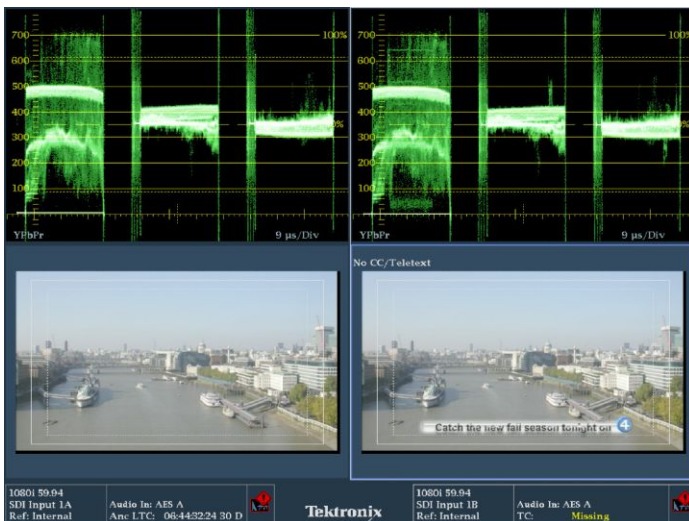 700
600
500
400
300
200
100
100%
0%
YPbPr
9 µs/Div
700
600
500
400
300
200
100
100%
0%
YPbPr
9 µs/Div
No CC/Teletext
Catch the new fall season tonight on 4
1080i 59.94
SDI Input 1A
Ref: Internal
Audio In: AES A
Anc LTC: 06:44:32:24 30 D
Tektronix
1080i 59.94
SDI Input 1B
Ref: Internal
Audio In: AES A
TC: Missing